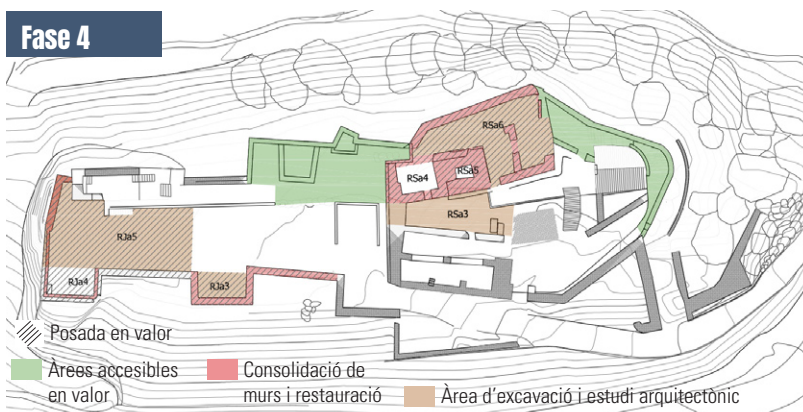 Fase 4
RSa6
RSa4
RSa5
RSa3
RJa5
RJa4
RJa3
Posada en valor
Àrees accesibles
en valor
Consolidació de
murs i restauració
Àrea d'excavació i estudi arquitectònic